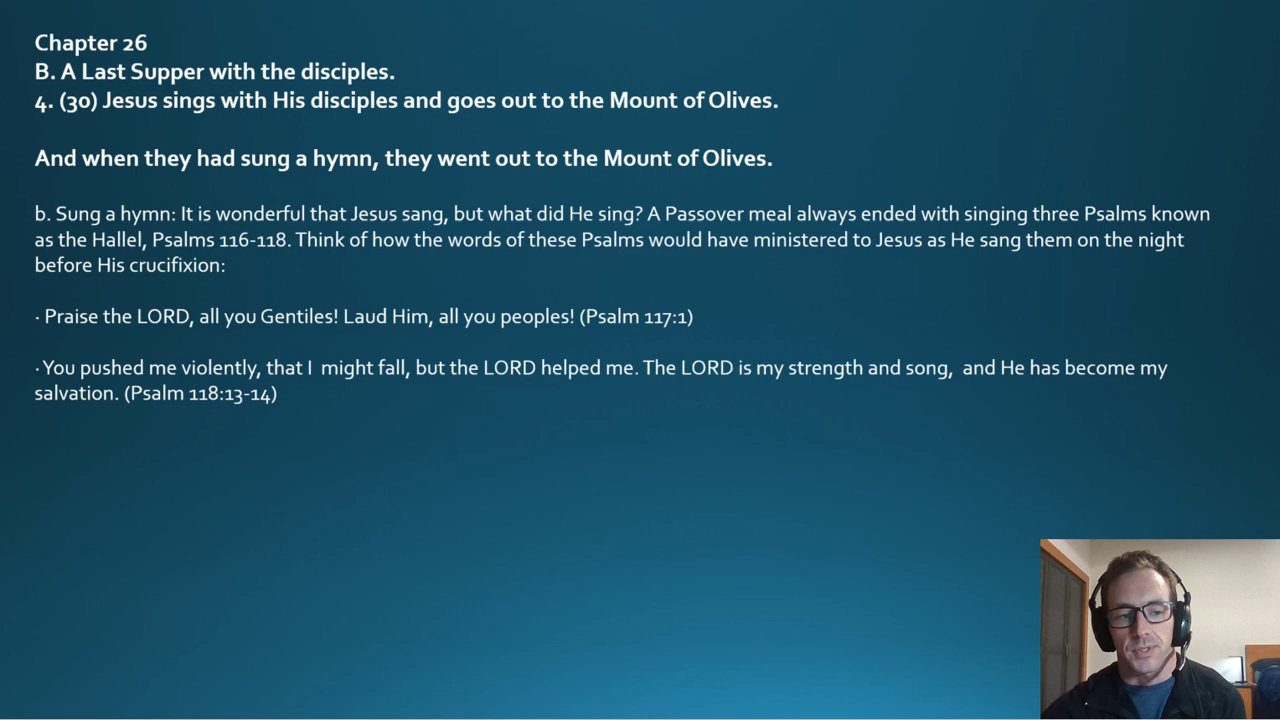 Chapter 26
B. A Last Supper with the disciples.
4. (30) Jesus sings with His disciples and goes out to the Mount of Olives.
And when they had sung a hymn, they went out to the Mount of Olives.
b. Sung a hymn: It is wonderful that Jesus sang, but what did He sing? A Passover meal always ended with singing three Psalms known
as the Hallel, Psalms 116-118. Think of how the words of these Psalms would have ministered to Jesus as He sang them on the night
before His crucifixion:
· Praise the LORD, all you Gentiles! Laud Him, all you peoples! (Psalm 117:1)
· You pushed me violently, that I might fall, but the LORD helped me. The LORD is my strength and song, and He has become my
salvation. (Psalm 118:13-14)